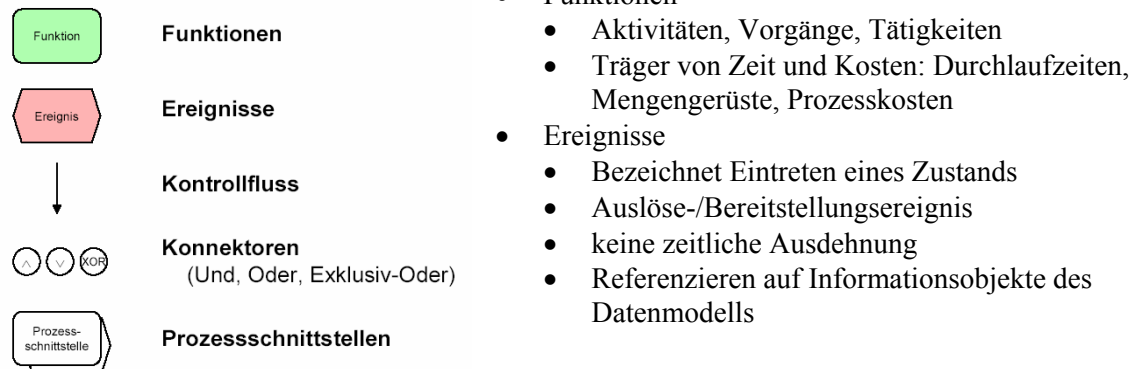 Funktion
Funktionen
Ereignis
Ereignisse
Kontrollfluss
XOR
Konnektoren
(Und, Oder, Exklusiv-Oder)
Prozess-
schnittstelle
Prozessschnittstellen
• Funktionen
• Aktivitäten, Vorgänge, Tätigkeiten
• Träger von Zeit und Kosten: Durchlaufzeiten,
Mengengerüste, Prozesskosten
• Ereignisse
• Bezeichnet Eintreten eines Zustands
• Auslöse-/Bereitstellungsereignis
• keine zeitliche Ausdehnung
• Referenzieren auf Informationsobjekte des
Datenmodells